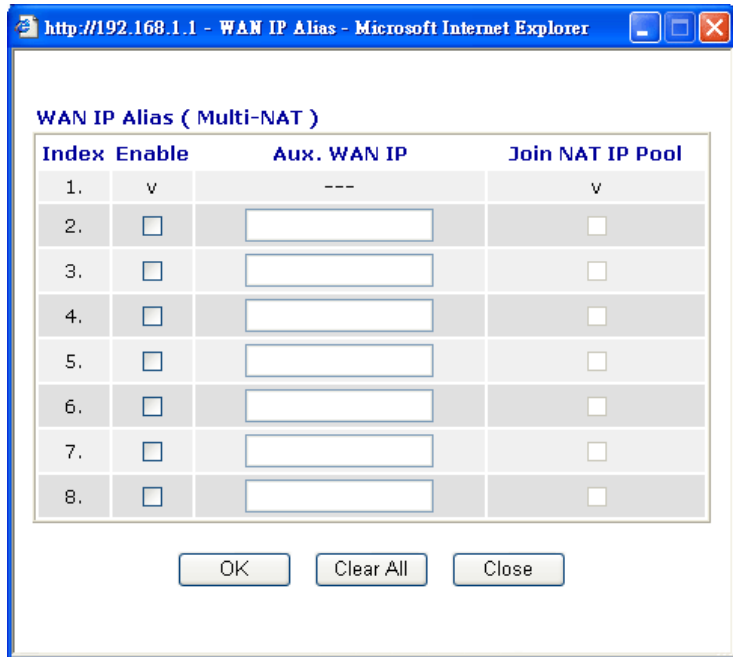 http://192.168.1.1 - WAN IP Alias - Microsoft Internet Explorer
WAN IP Alias ( Multi-NAT )
Index Enable Aux. WAN IP Join NAT IP Pool
1. v --- v
2.
3.
4.
5.
6.
7.
8.
OK Clear All Close